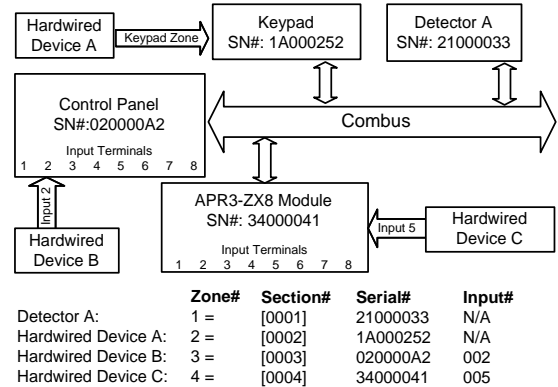 Hardwired
Device A
Keypad Zone
Keypad
SN#: 1A000252
Detector A
SN#: 21000033
Control Panel
SN#:020000A2
Input Terminals
1 2 3 4 5 6 7 8
Combus
Input 2
Hardwired
Device B
APR3-ZX8 Module
SN#: 34000041
Input Terminals
1 2 3 4 5 6 7 8
Input 5
Hardwired
Device C
Zone# Section# Serial# Input#
Detector A: 1 = [0001] 21000033 N/A
Hardwired Device A: 2 = [0002] 1A000252 N/A
Hardwired Device B: 3 = [0003] 020000A2 002
Hardwired Device C: 4 = [0004] 34000041 005